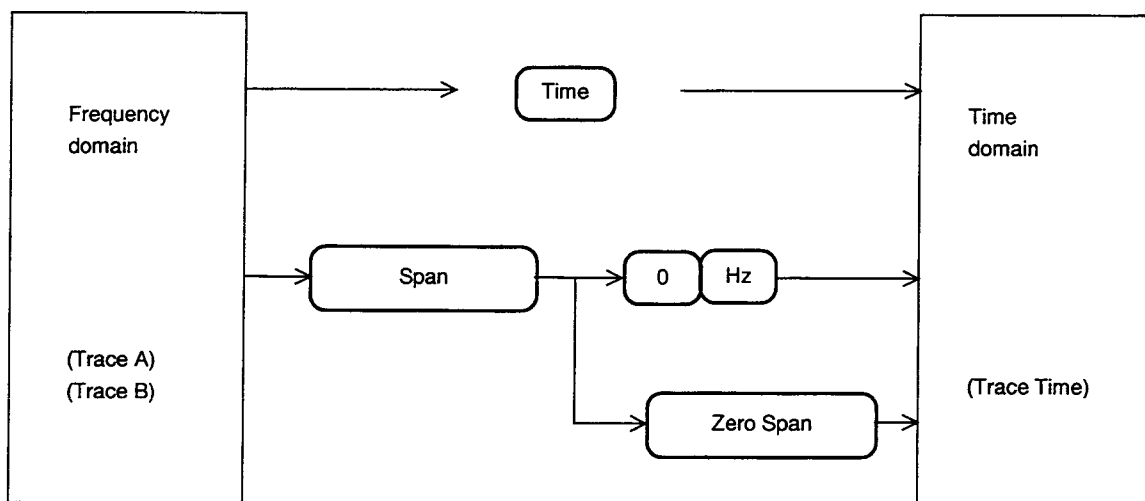 Frequency
domain
(Trace A)
(Trace B)
Time
Span
0
Hz
Zero Span
Time
domain
(Trace Time)